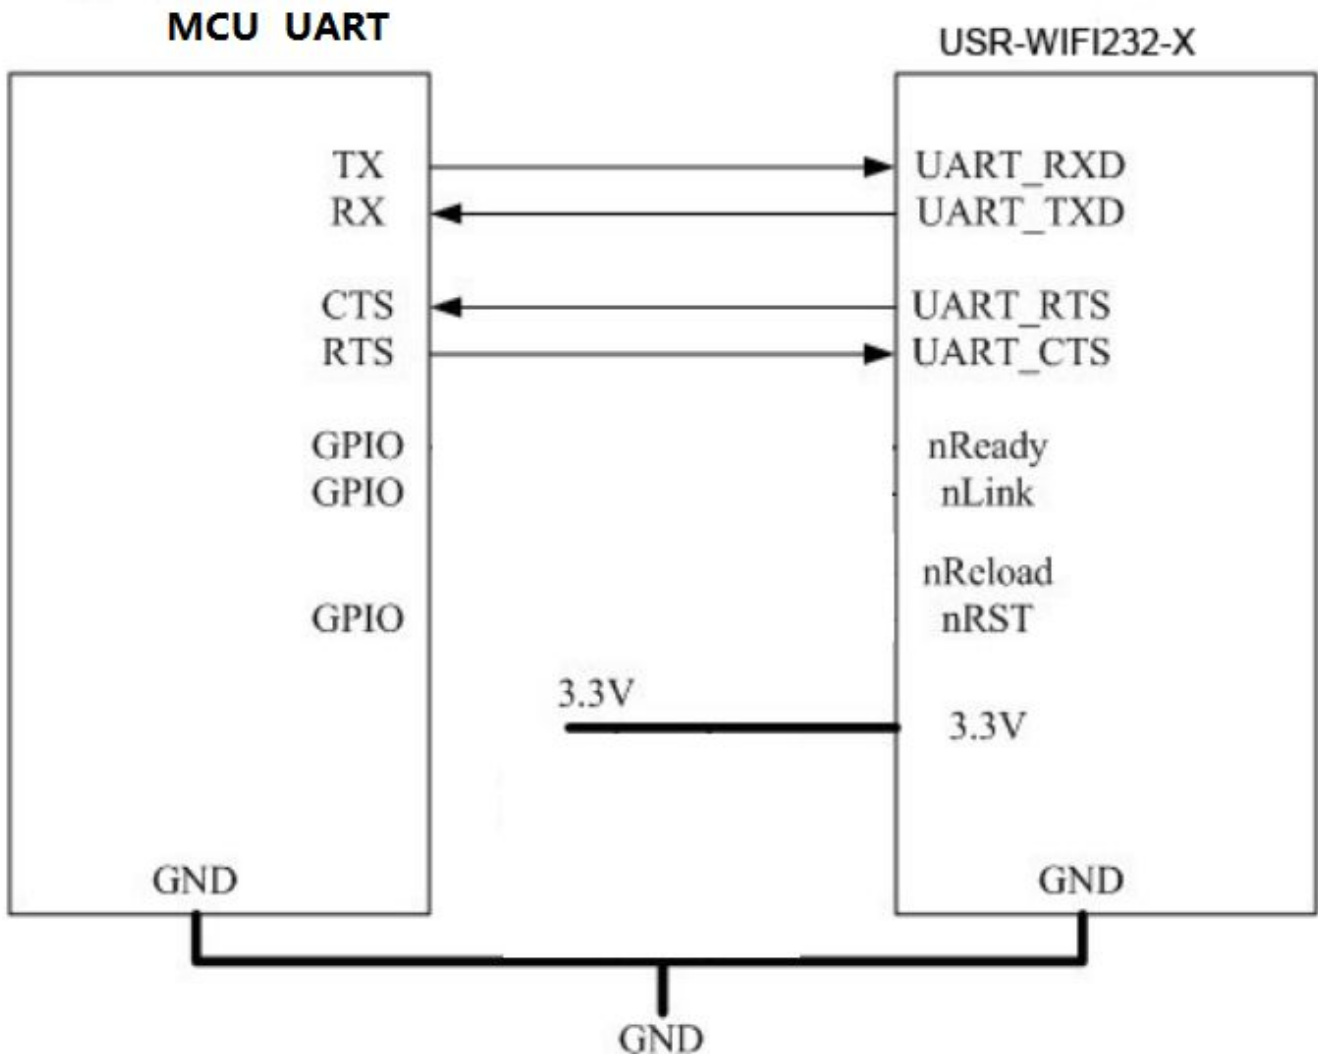 MCU UART
USR-WIFI232-X
TX
UART_RXD
RX
UART_TXD
CTS
UART_RTS
RTS
UART_CTS
GPIO
nReady
GPIO
nLink
nReload
GPIO
nRST
3.3V
3.3V
GND
GND
GND